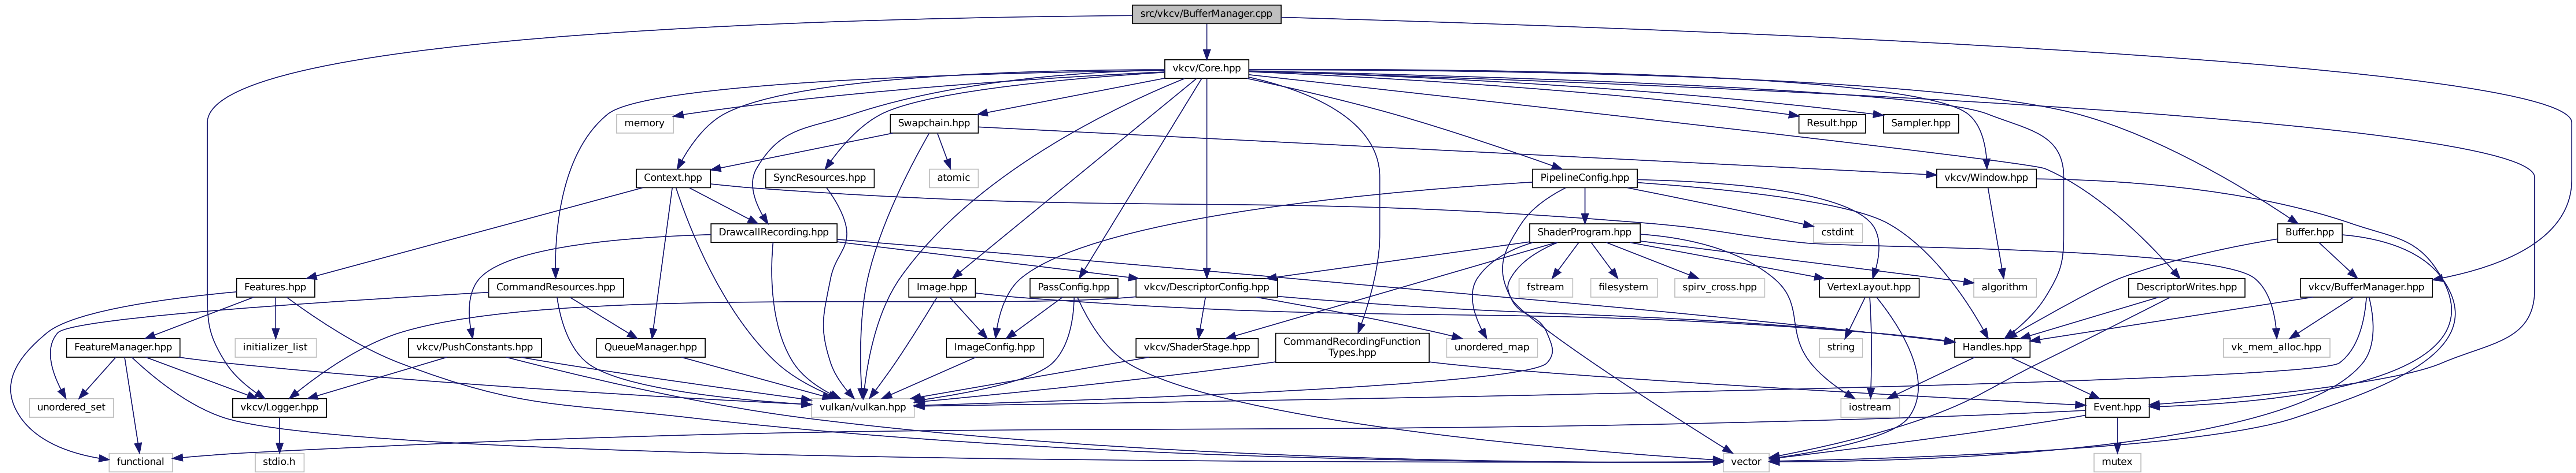 src/vkcv/BufferManager.cpp
vkcv/Core.hpp
memory
Swapchain.hpp
Result.hpp
Sampler.hpp
Context.hpp
SyncResources.hpp
atomic
PipelineConfig.hpp
vkcv/Window.hpp
DrawcallRecording.hpp
ShaderProgram.hpp
cstdint
Buffer.hpp
Features.hpp
CommandResources.hpp
Image.hpp
PassConfig.hpp
vkcv/DescriptorConfig.hpp
fstream
filesystem
spirv_cross.hpp
VertexLayout.hpp
algorithm
DescriptorWrites.hpp
vkcv/BufferManager.hpp
FeatureManager.hpp
initializer_list
vkcv/PushConstants.hpp
QueueManager.hpp
ImageConfig.hpp
vkcv/ShaderStage.hpp
CommandRecordingFunction
Types.hpp
unordered_map
string
Handles.hpp
vk_mem_alloc.hpp
unordered_set
vkcv/Logger.hpp
vulkan/vulkan.hpp
iostream
Event.hpp
functional
stdio.h
vector
mutex